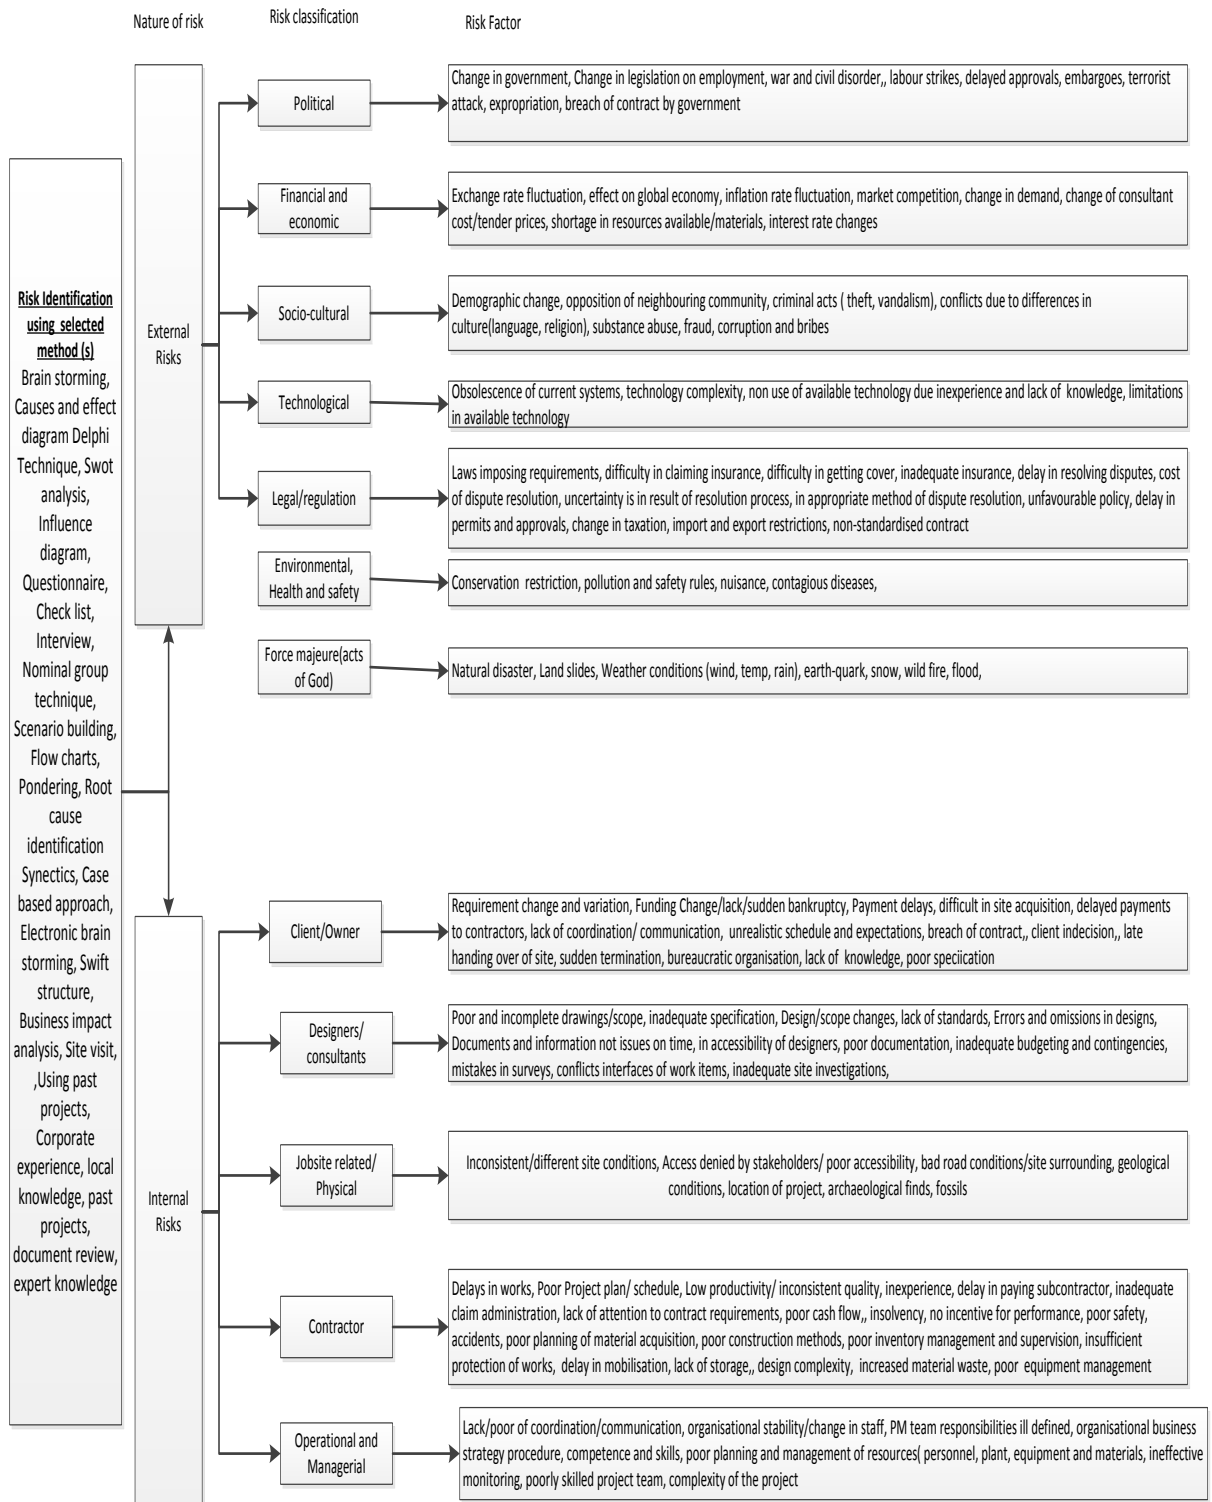 Nature of risk
Risk classification
Risk Factor
Risk Identification
using selected
method (s)
Brain storming,
Causes and effect
diagram Delphi
Technique, Swot
analysis,
Influence
diagram,
Questionnaire,
Check list,
Interview,
Nominal group
technique,
Scenario building,
Flow charts,
Pondering, Root
cause
identification
Synectics, Case
based approach,
Electronic brain
storming, Swift
structure,
Business impact
analysis, Site visit,
,Using past
projects,
Corporate
experience, local
knowledge, past
projects,
document review,
expert knowledge
External
Risks
Political
Change in government, Change in legislation on employment, war and civil disorder,, labour strikes, delayed approvals, embargoes, terrorist
attack, expropriation, breach of contract by government
Financial and
economic
Exchange rate fluctuation, effect on global economy, inflation rate fluctuation, market competition, change in demand, change of consultant
cost/tender prices, shortage in resources available/materials, interest rate changes
Socio-cultural
Demographic change, opposition of neighbouring community, criminal acts ( theft, vandalism), conflicts due to differences in
culture(language, religion), substance abuse, fraud, corruption and bribes
Technological
Obsolescence of current systems, technology complexity, non use of available technology due inexperience and lack of knowledge, limitations
in available technology
Legal/regulation
Laws imposing requirements, difficulty in claiming insurance, difficulty in getting cover, inadequate insurance, delay in resolving disputes, cost
of dispute resolution, uncertainty is in result of resolution process, in appropriate method of dispute resolution, unfavourable policy, delay in
permits and approvals, change in taxation, import and export restrictions, non-standardised contract
Environmental,
Health and safety
Conservation restriction, pollution and safety rules, nuisance, contagious diseases,
Force majeure(acts
of God)
Natural disaster, Land slides, Weather conditions (wind, temp, rain), earth-quark, snow, wild fire, flood,
Internal
Risks
Client/Owner
Requirement change and variation, Funding Change/lack/sudden bankruptcy, Payment delays, difficult in site acquisition, delayed payments
to contractors, lack of coordination/ communication, unrealistic schedule and expectations, breach of contract,, client indecision,, late
handing over of site, sudden termination, bureaucratic organisation, lack of knowledge, poor speciication
Designers/
consultants
Poor and incomplete drawings/scope, inadequate specification, Design/scope changes, lack of standards, Errors and omissions in designs,
Documents and information not issues on time, in accessibility of designers, poor documentation, inadequate budgeting and contingencies,
mistakes in surveys, conflicts interfaces of work items, inadequate site investigations,
Jobsite related/
Physical
Inconsistent/different site conditions, Access denied by stakeholders/ poor accessibility, bad road conditions/site surrounding, geological
conditions, location of project, archaeological finds, fossils
Contractor
Delays in works, Poor Project plan/ schedule, Low productivity/ inconsistent quality, inexperience, delay in paying subcontractor, inadequate
claim administration, lack of attention to contract requirements, poor cash flow,, insolvency, no incentive for performance, poor safety,
accidents, poor planning of material acquisition, poor construction methods, poor inventory management and supervision, insufficient
protection of works, delay in mobilisation, lack of storage,, design complexity, increased material waste, poor equipment management
Operational and
Managerial
Lack/poor of coordination/communication, organisational stability/change in staff, PM team responsibilities ill defined, organisational business
strategy procedure, competence and skills, poor planning and management of resources( personnel, plant, equipment and materials, ineffective
monitoring, poorly skilled project team, complexity of the project